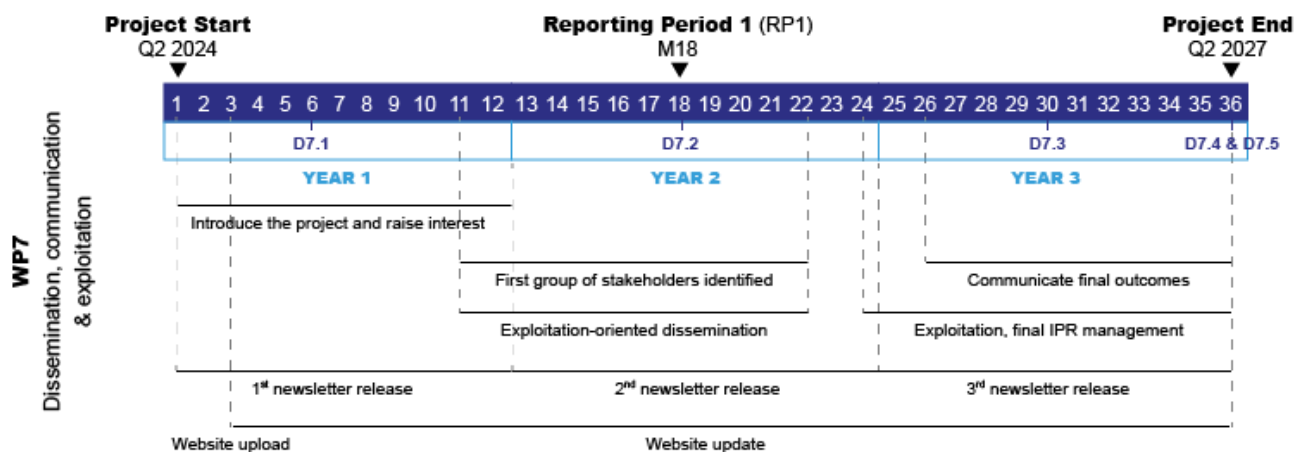 Project Start
Q2 2024
Reporting Period 1 (RP1)
M18
Project End
Q2 2027
1 2 3 4 5 6 7 8 9 10 11 12 13 14 15 16 17 18 19 20 21 22 23 24 25 26 27 28 29 30 31 32 33 34 35 36
D7.1 D7.2 D7.3 D7.4 & D7.5
YEAR 1 YEAR 2 YEAR 3
WP7
Dissemination, communication
& exploitation
Introduce the project and raise interest
First group of stakeholders identified
Communicate final outcomes
Exploitation-oriented dissemination
Exploitation, final IPR management
1st newsletter release
2nd newsletter release
3rd newsletter release
Website upload
Website update